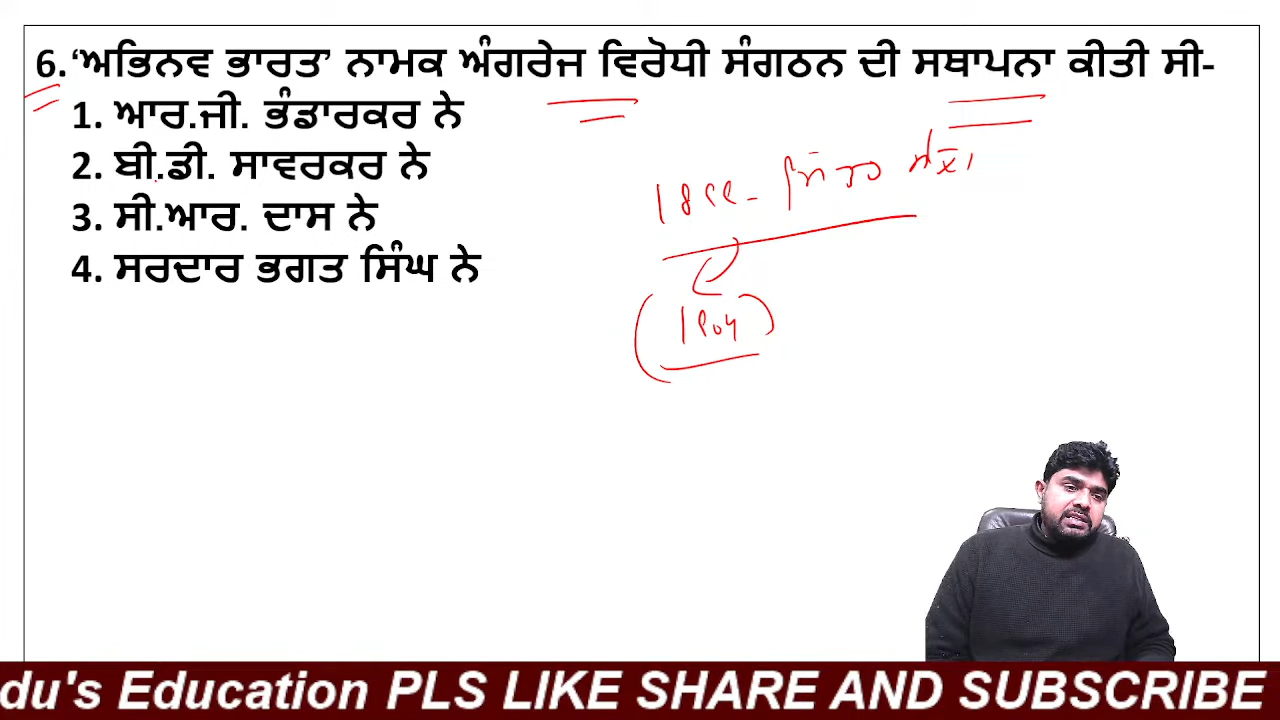 6. ‘ਅਭਿਨਵ ਭਾਰਤ’ ਨਾਮਕ ਅੰਗਰੇਜ ਵਿਰੋਧੀ ਸੰਗਠਨ ਦੀ ਸਥਾਪਨਾ ਕੀਤੀ ਸੀ-
1. ਆਰ.ਜੀ. ਭੰਡਾਰਕਰ ਨੇ
2. ਬੀ.ਡੀ. ਸਾਵਰਕਰ ਨੇ
3. ਸੀ.ਆਰ. ਦਾਸ ਨੇ
4. ਸਰਦਾਰ ਭਗਤ ਸਿੰਘ ਨੇ
1899 -
(1904)
du's Education PLS LIKE SHARE AND SUBSCRIBE